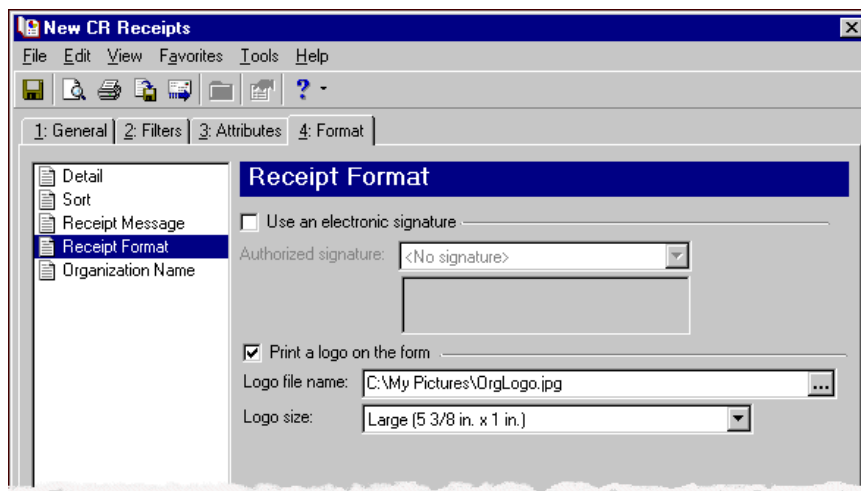 New CR Receipts
File Edit View Favorites Tools Help
1: General 2: Filters 3: Attributes 4: Format
Detail
Sort
Receipt Message
Receipt Format
Organization Name
Receipt Format
Use an electronic signature
Authorized signature: <No signature>
Print a logo on the form
Logo file name: C:\My Pictures\OrgLogo.jpg ...
Logo size: Large (5 3/8 in. x 1 in.)